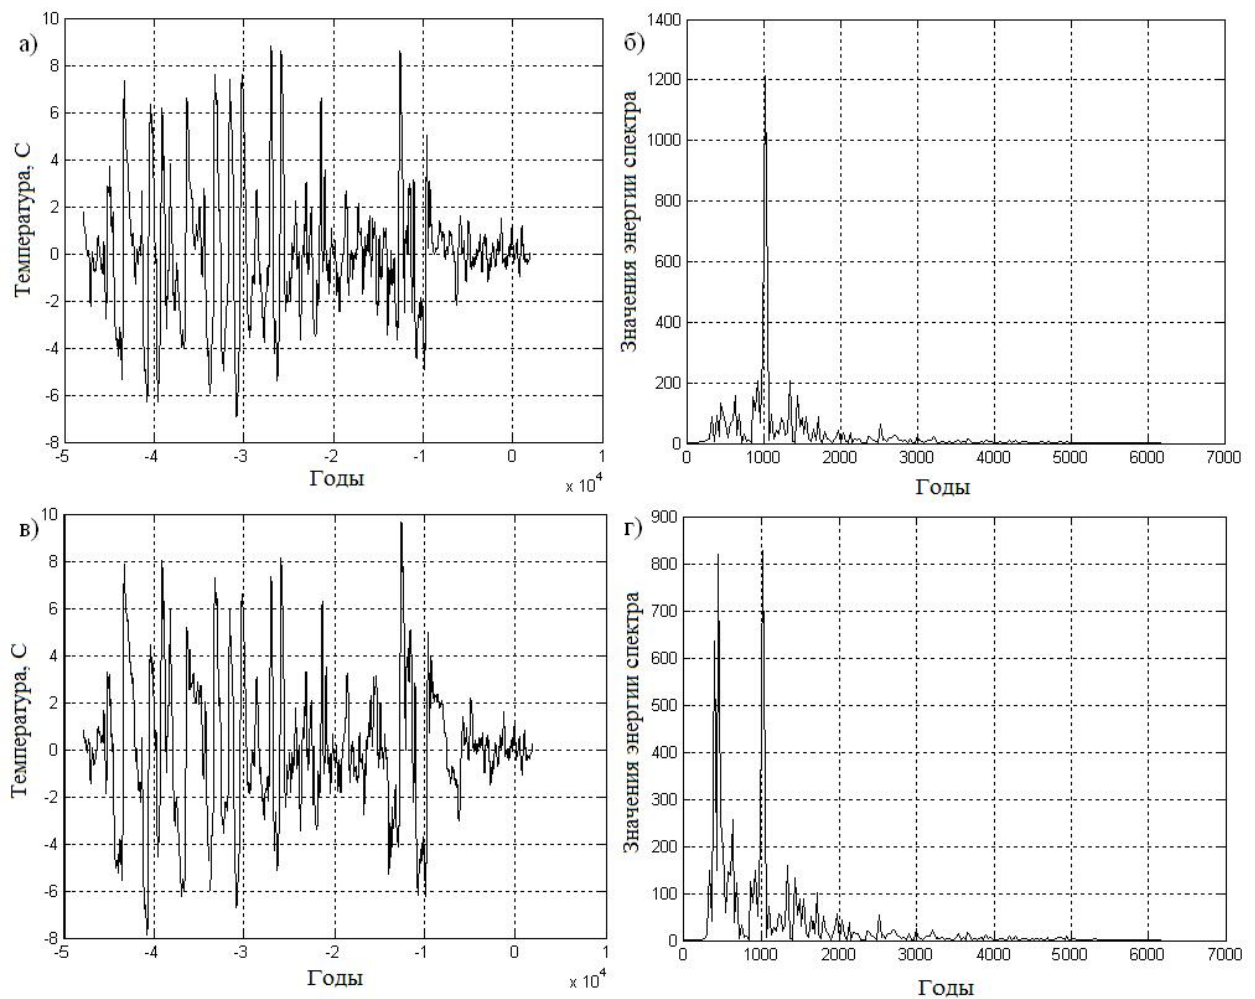 а)
10
8
6
4
2
0
-2
-4
-6
-8
Температура, С
-5 -4 -3 -2 -1 0 1
Годы
x 10⁴
б)
1400
1200
1000
800
600
400
200
0
Значения энергии спектра
0 1000 2000 3000 4000 5000 6000 7000
Годы
в)
10
8
6
4
2
0
-2
-4
-6
-8
Температура, С
-5 -4 -3 -2 -1 0 1
Годы
x 10⁴
г)
900
800
700
600
500
400
300
200
100
0
Значения энергии спектра
0 1000 2000 3000 4000 5000 6000 7000
Годы